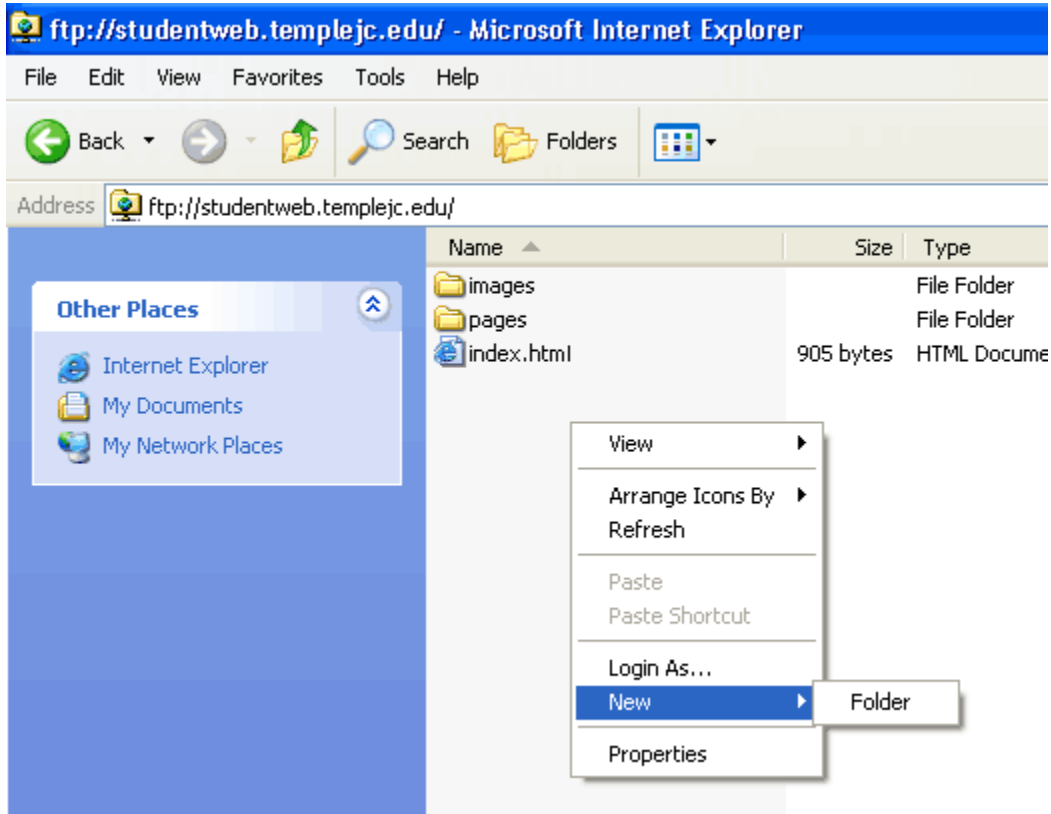 ftp://studentweb.templejc.edu/ - Microsoft Internet Explorer
File Edit View Favorites Tools Help
Back Search Folders
Address ftp://studentweb.templejc.edu/
Name Size Type
Other Places
Internet Explorer
My Documents
My Network Places
images File Folder
pages File Folder
index.html 905 bytes HTML Docume
View
Arrange Icons By
Refresh
Paste
Paste Shortcut
Login As...
New Folder
Properties